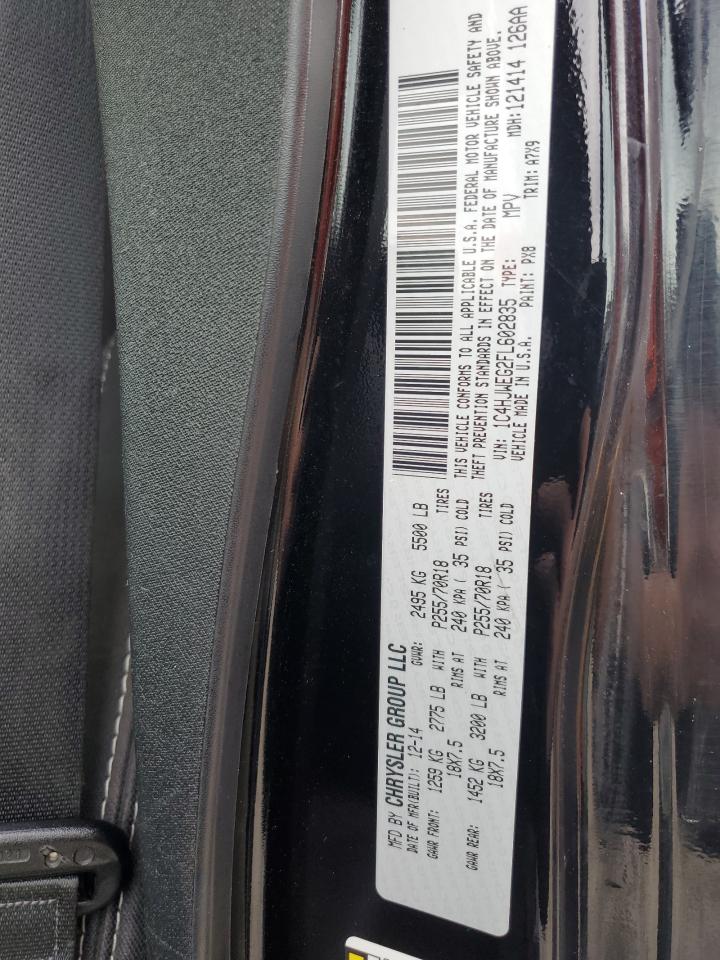 MFD BY CHRYSLER GROUP LLC
DATE OF MFR(BUILT): 12-14 GVWR: 2495 KG 5500 LB
GAWR FRONT: 1259 KG 2775 LB WITH P255/70R18 TIRES
18X7.5 RIMS AT 240 KPA ( 35 PSI) COLD
GAWR REAR: 1452 KG 3200 LB WITH P255/70R18 TIRES
18X7.5 RIMS AT 240 KPA ( 35 PSI) COLD
THIS VEHICLE CONFORMS TO ALL APPLICABLE U.S.A. FEDERAL MOTOR VEHICLE SAFETY AND
THEFT PREVENTION STANDARDS IN EFFECT ON THE DATE OF MANUFACTURE SHOWN ABOVE.
VIN: 1C4HJWEG2FL602835 TYPE: MPV MDH:121414 126AA
VEHICLE MADE IN U.S.A. PAINT: PX8 TRIM: A7X9